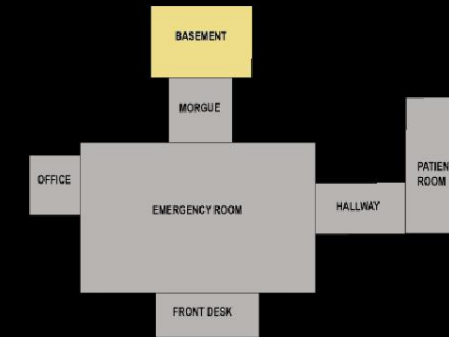 BASEMENT
MORGUE
OFFICE
EMERGENCY ROOM
HALLWAY
PATIEN
ROOM
FRONT DESK